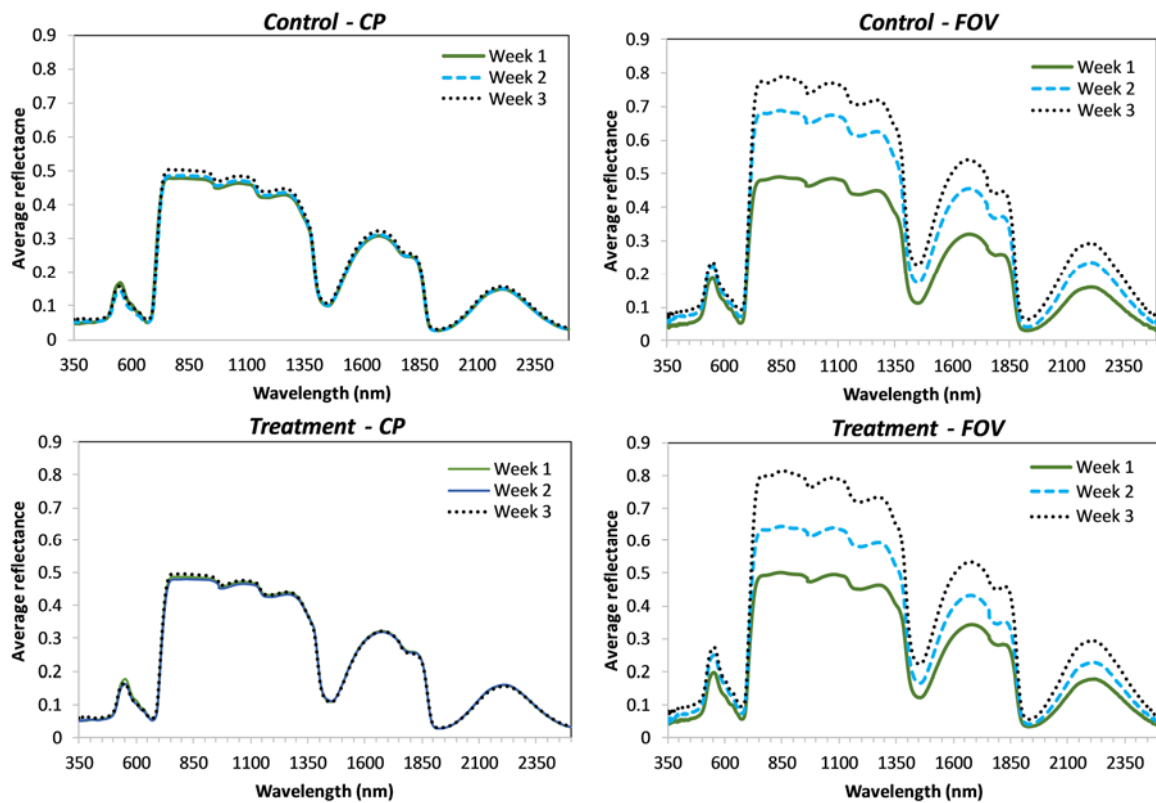 Control - CP
0.9
0.8
0.7
0.6
0.5
0.4
0.3
0.2
0.1
0
Average reflectacne
Week 1
Week 2
Week 3
350 600 850 1100 1350 1600 1850 2100 2350
Wavelength (nm)
Control - FOV
0.9
0.8
0.7
0.6
0.5
0.4
0.3
0.2
0.1
0
Average reflectance
Week 1
Week 2
Week 3
350 600 850 1100 1350 1600 1850 2100 2350
Wavelength (nm)
Treatment - CP
0.9
0.8
0.7
0.6
0.5
0.4
0.3
0.2
0.1
0
Average reflectance
Week 1
Week 2
Week 3
350 600 850 1100 1350 1600 1850 2100 2350
Wavelength (nm)
Treatment - FOV
0.9
0.8
0.7
0.6
0.5
0.4
0.3
0.2
0.1
0
Average reflectance
Week 1
Week 2
Week 3
350 600 850 1100 1350 1600 1850 2100 2350
Wavelength (nm)